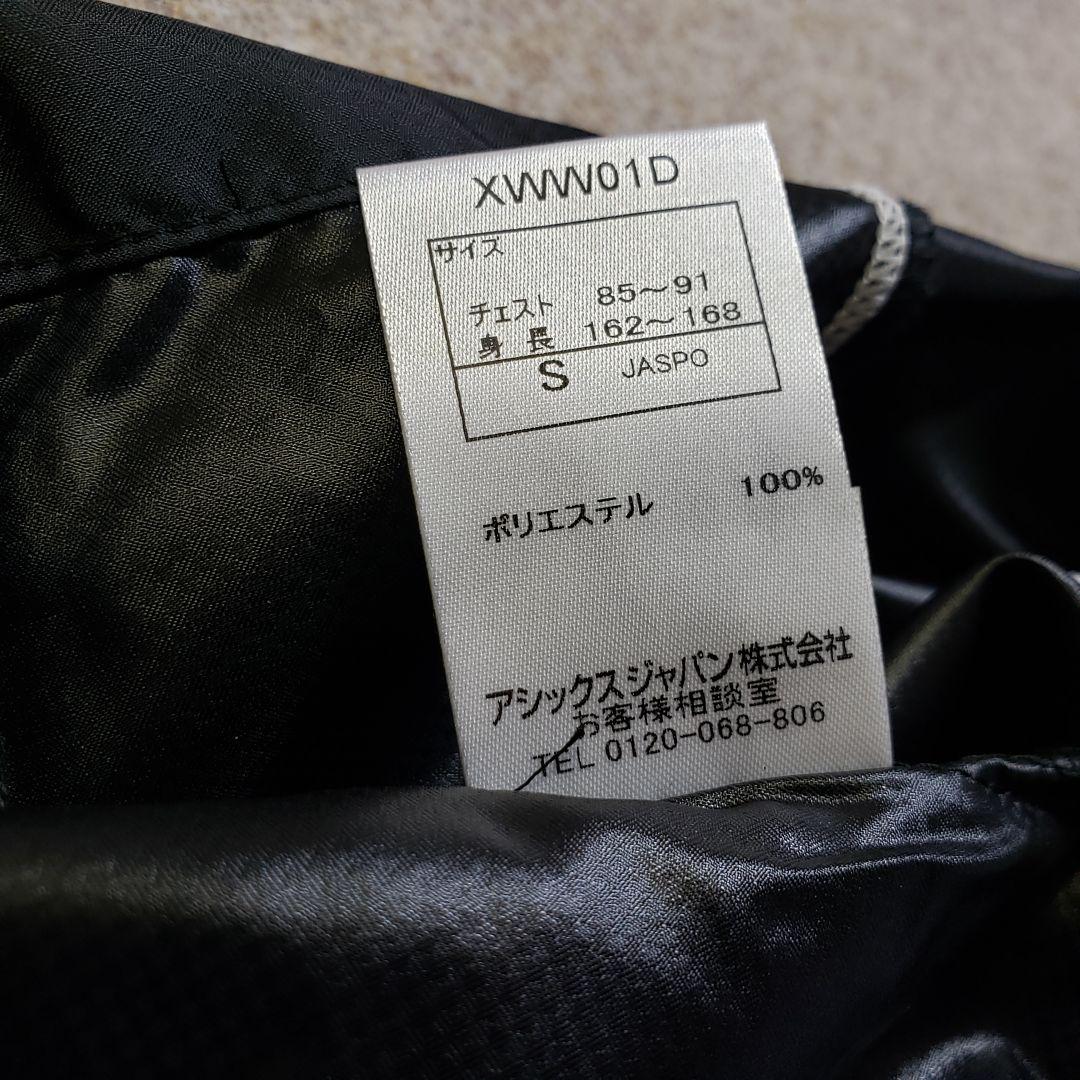 XWW01D
サイズ
チェスト 85〜91
身長 162〜168
S JASPO
ポリエステル 100%
アシックスジャパン株式会社
お客様相談室
TEL 0120-068-806